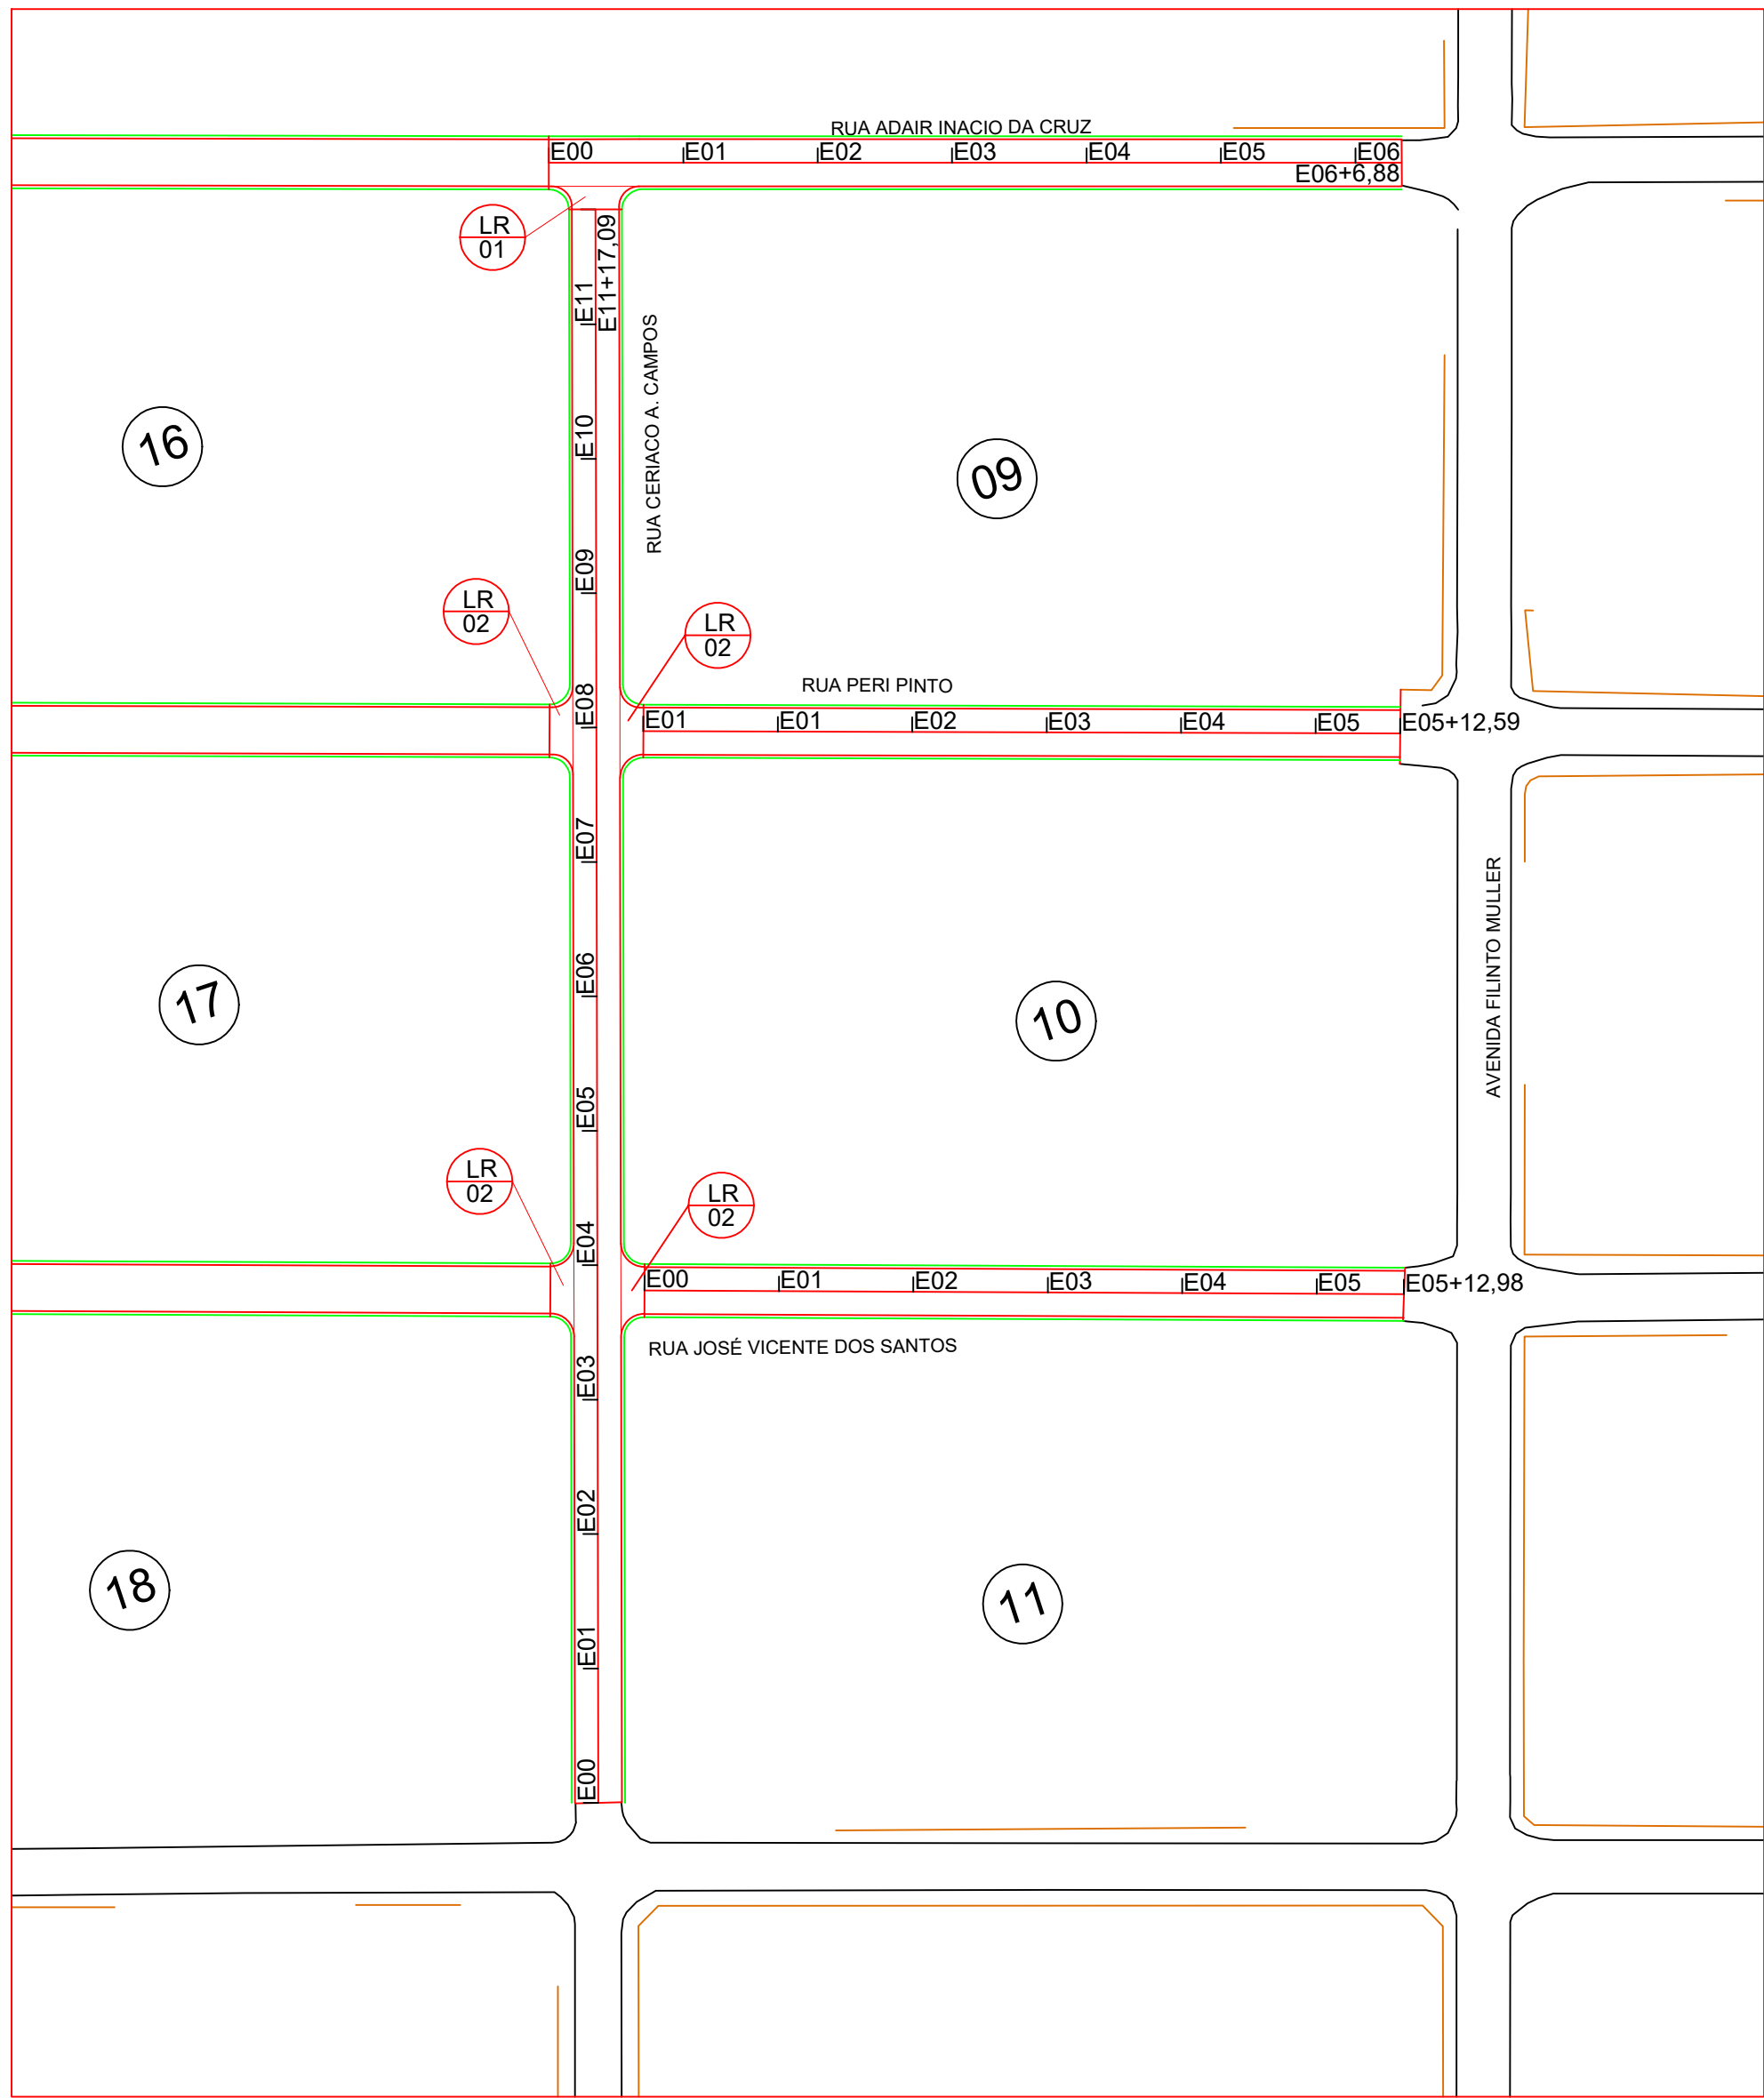 RUA ADAIR INACIO DA CRUZ
E00 E01 E02 E03 E04 E05 E06
E06+6,88
LR
01
E11+17,09
E11
RUA CERIACO A. CAMPOS
16
E10
09
E09
LR
02
LR
02
RUA PERI PINTO
E08
E01 E01 E02 E03 E04 E05 E05+12,59
E07
AVENIDA FILINTO MULLER
17
E06
10
E05
LR
02
LR
02
E04
E00 E01 E02 E03 E04 E05 E05+12,98
RUA JOSÉ VICENTE DOS SANTOS
E03
E02
18
11
E01
E00